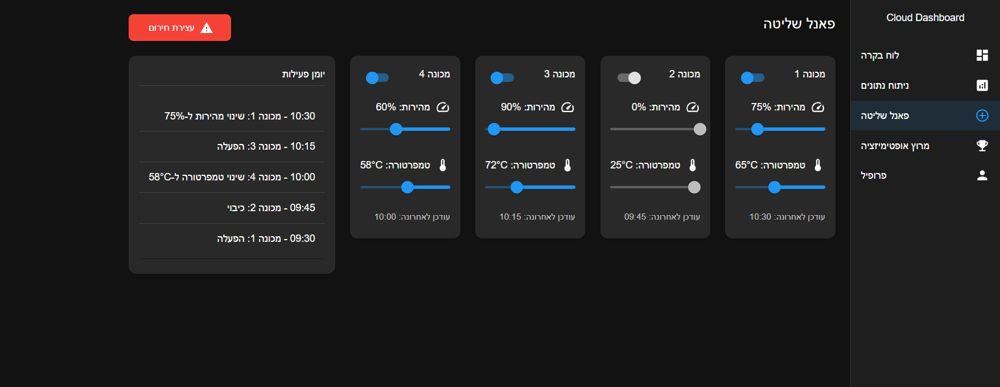 Cloud Dashboard
לוח בקרה
ניתוח נתונים
פאנל שליטה
מרוץ אופטימיזציה
פרופיל
פאנל שליטה
עצירת חירום
מכונה 1
מהירות: 75%
טמפרטורה: 65°C
עודכן לאחרונה: 10:30
מכונה 2
מהירות: 0%
טמפרטורה: 25°C
עודכן לאחרונה: 09:45
מכונה 3
מהירות: 90%
טמפרטורה: 72°C
עודכן לאחרונה: 10:15
מכונה 4
מהירות: 60%
טמפרטורה: 58°C
עודכן לאחרונה: 10:00
יומן פעילות
10:30 - מכונה 1: שינוי מהירות ל-75%
10:15 - מכונה 3: הפעלה
10:00 - מכונה 4: שינוי טמפרטורה ל-58°C
09:45 - מכונה 2: כיבוי
09:30 - מכונה 1: הפעלה